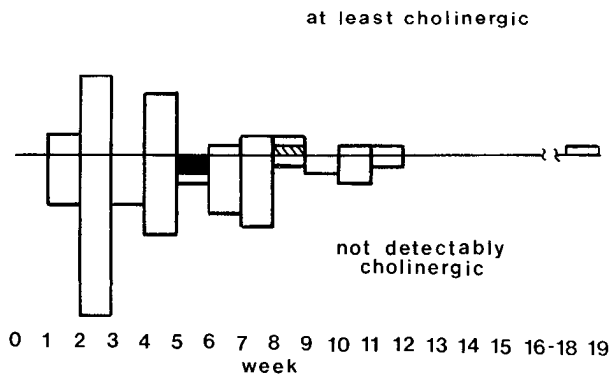 at least cholinergic
not detectably
cholinergic
0 1 2 3 4 5 6 7 8 9 10 11 12 13 14 15 16-18 19
week